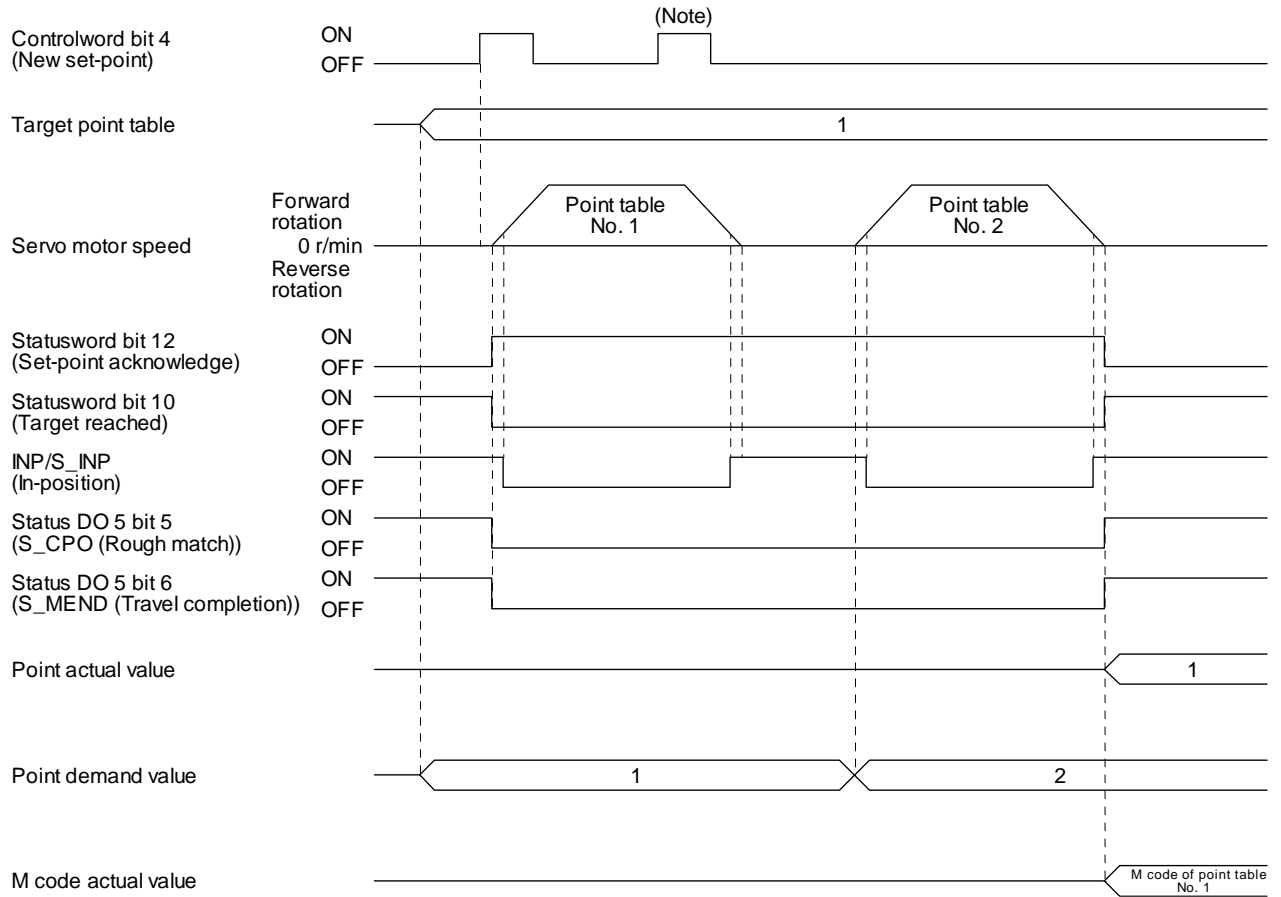 (Note)
Controlword bit 4
(New set-point)
ON
OFF
Target point table
1
Servo motor speed
Forward
rotation
0 r/min
Reverse
rotation
Point table
No. 1
Point table
No. 2
Statusword bit 12
(Set-point acknowledge)
ON
OFF
Statusword bit 10
(Target reached)
ON
OFF
INP/S_INP
(In-position)
ON
OFF
Status DO 5 bit 5
(S_CPO (Rough match))
ON
OFF
Status DO 5 bit 6
(S_MEND (Travel completion))
ON
OFF
Point actual value
1
Point demand value
1
2
M code actual value
M code of point table
No. 1